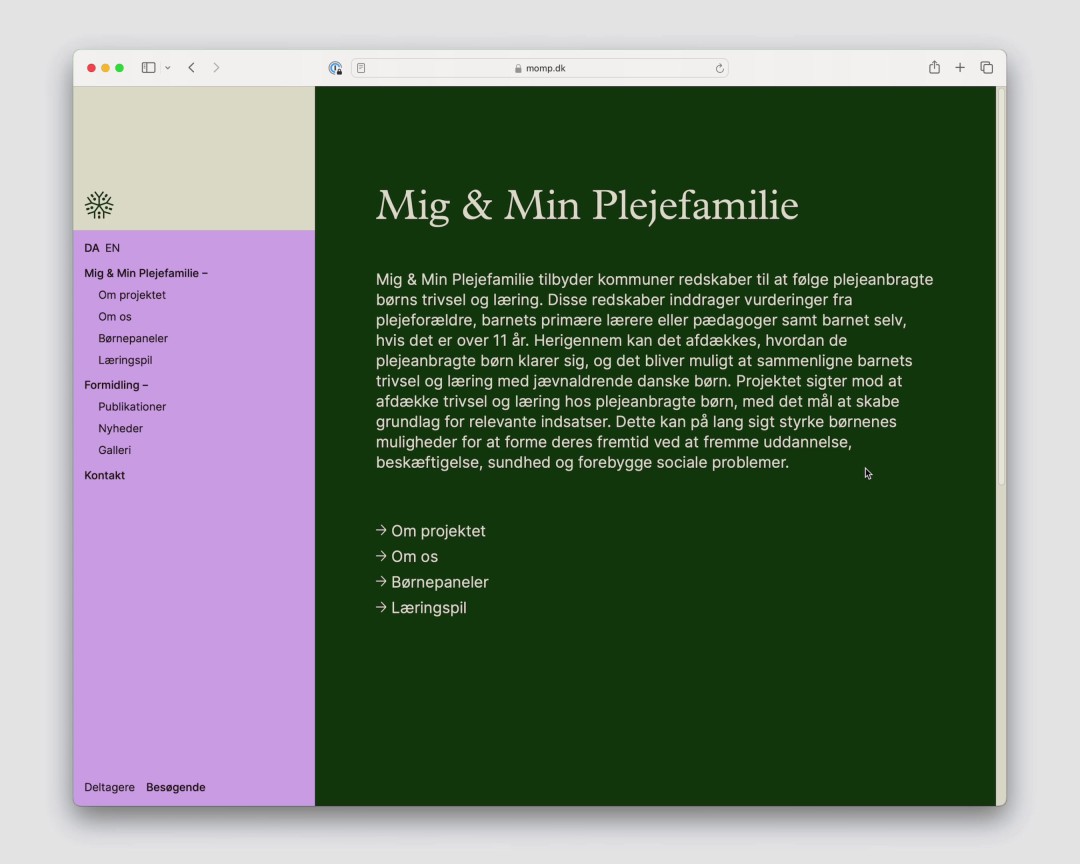 momp.dk
DA EN
Mig & Min Plejefamilie –
Om projektet
Om os
Børnepaneler
Læringspil
Formidling –
Publikationer
Nyheder
Galleri
Kontakt
Deltagere Besøgende
Mig & Min Plejefamilie
Mig & Min Plejefamilie tilbyder kommuner redskaber til at følge plejeanbragte
børns trivsel og læring. Disse redskaber inddrager vurderinger fra
plejeforældre, barnets primære lærere eller pædagoger samt barnet selv,
hvis det er over 11 år. Herigennem kan det afdækkes, hvordan de
plejeanbragte børn klarer sig, og det bliver muligt at sammenligne barnets
trivsel og læring med jævnaldrende danske børn. Projektet sigter mod at
afdække trivsel og læring hos plejeanbragte børn, med det mål at skabe
grundlag for relevante indsatser. Dette kan på lang sigt styrke børnenes
muligheder for at forme deres fremtid ved at fremme uddannelse,
beskæftigelse, sundhed og forebygge sociale problemer.
→ Om projektet
→ Om os
→ Børnepaneler
→ Læringspil